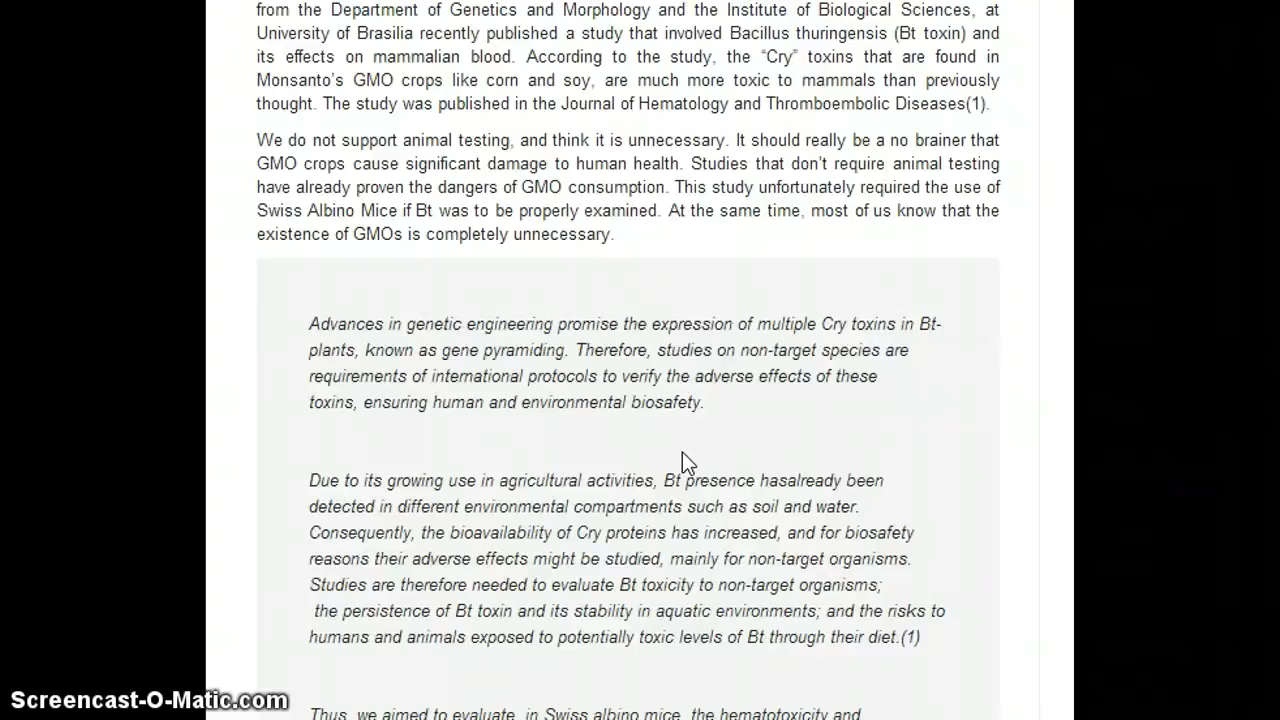 from the Department of Genetics and Morphology and the Institute of Biological Sciences, at
University of Brasilia recently published a study that involved Bacillus thuringensis (Bt toxin) and
its effects on mammalian blood. According to the study, the “Cry” toxins that are found in
Monsanto’s GMO crops like corn and soy, are much more toxic to mammals than previously
thought. The study was published in the Journal of Hematology and Thromboembolic Diseases(1).
We do not support animal testing, and think it is unnecessary. It should really be a no brainer that
GMO crops cause significant damage to human health. Studies that don’t require animal testing
have already proven the dangers of GMO consumption. This study unfortunately required the use of
Swiss Albino Mice if Bt was to be properly examined. At the same time, most of us know that the
existence of GMOs is completely unnecessary.
Advances in genetic engineering promise the expression of multiple Cry toxins in Bt-
plants, known as gene pyramiding. Therefore, studies on non-target species are
requirements of international protocols to verify the adverse effects of these
toxins, ensuring human and environmental biosafety.
Due to its growing use in agricultural activities, Bt presence hasalready been
detected in different environmental compartments such as soil and water.
Consequently, the bioavailability of Cry proteins has increased, and for biosafety
reasons their adverse effects might be studied, mainly for non-target organisms.
Studies are therefore needed to evaluate Bt toxicity to non-target organisms;
the persistence of Bt toxin and its stability in aquatic environments; and the risks to
humans and animals exposed to potentially toxic levels of Bt through their diet.(1)
Thus, we aimed to evaluate, in Swiss albino mice, the hematotoxicity and
Screencast-O-Matic.com